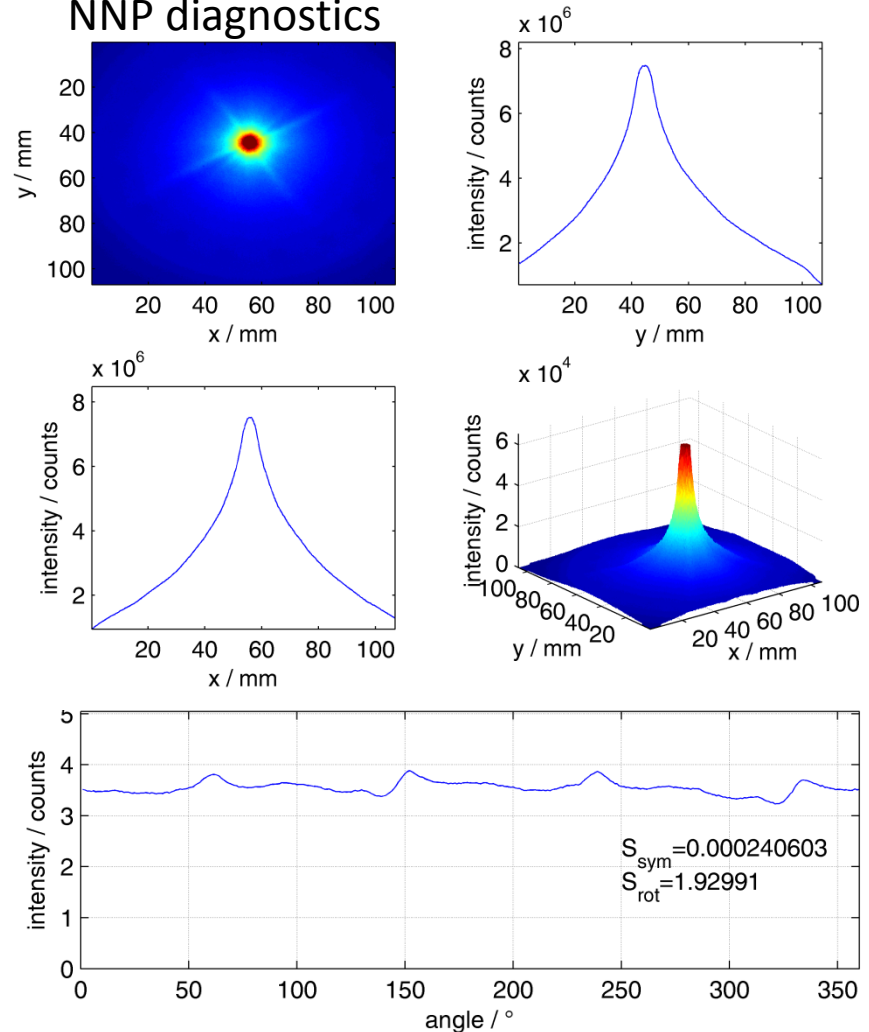 NNP diagnostics
20
40
60
80
100
y / mm
20 40 60 80 100
x / mm
x 10^6
8
6
4
2
intensity / counts
20 40 60 80 100
y / mm
x 10^6
8
6
4
2
intensity / counts
20 40 60 80 100
x / mm
x 10^4
6
4
2
0
intensity / counts
100 80 60 40 20
y / mm
20 40 60 80 100
x / mm
5
4
3
2
1
0
intensity / counts
S_sym=0.000240603
S_rot=1.92991
0 50 100 150 200 250 300 350
angle / °